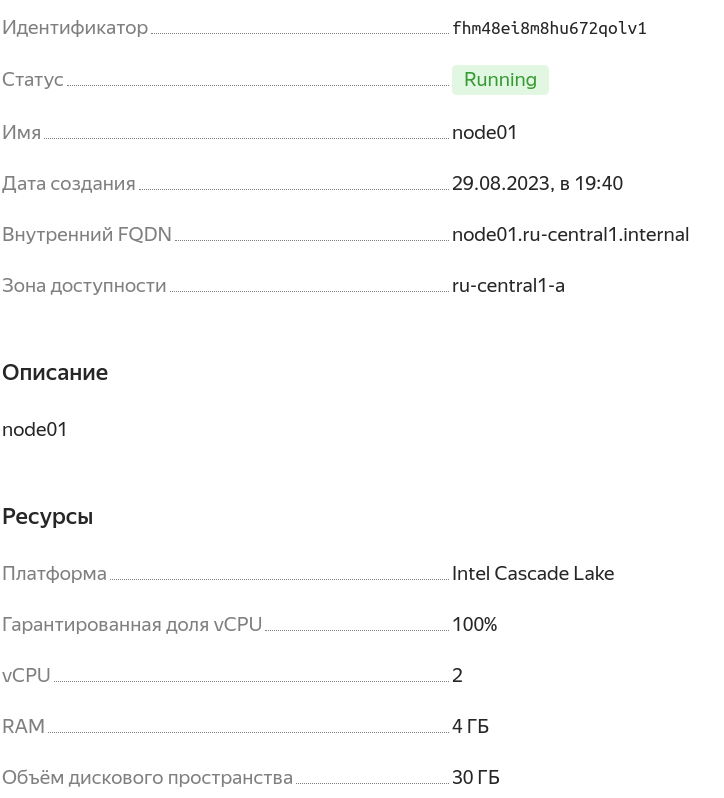 Идентификатор fhm48ei8m8hu672qolv1
Статус Running
Имя node01
Дата создания 29.08.2023, в 19:40
Внутренний FQDN node01.ru-central1.internal
Зона доступности ru-central1-a
Описание
node01
Ресурсы
Платформа Intel Cascade Lake
Гарантированная доля vCPU 100%
vCPU 2
RAM 4 ГБ
Объём дискового пространства 30 ГБ